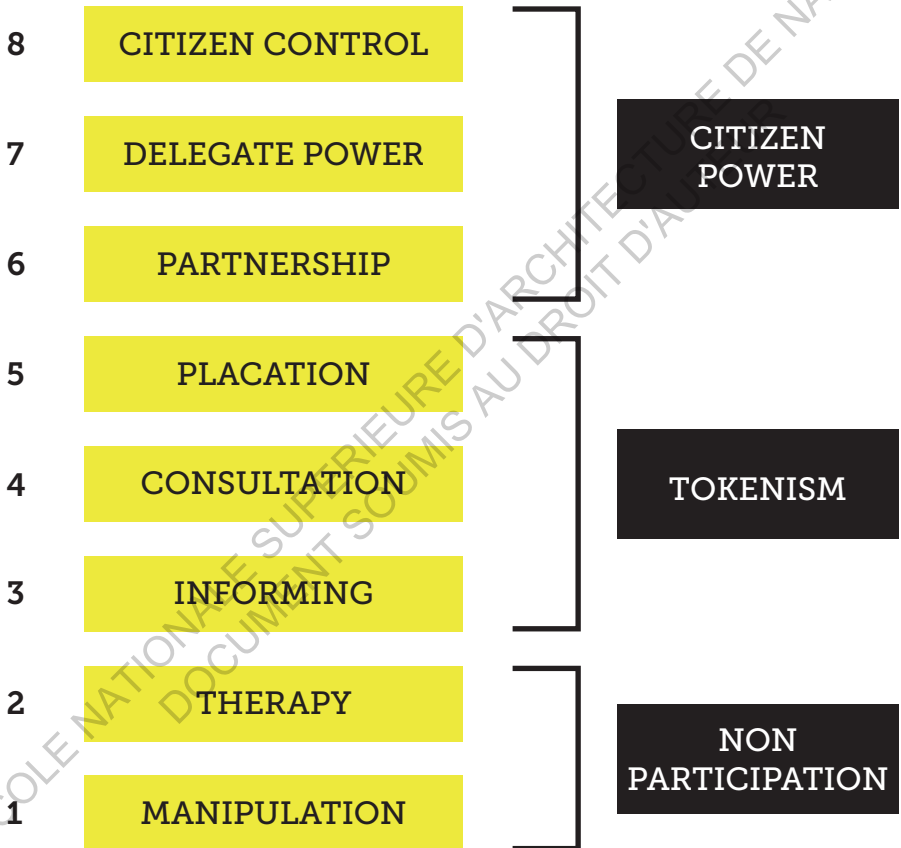 8 CITIZEN CONTROL
7 DELEGATE POWER
CITIZEN
POWER
6 PARTNERSHIP
5 PLACATION
4 CONSULTATION
TOKENISM
3 INFORMING
2 THERAPY
NON
PARTICIPATION
1 MANIPULATION
NATIONALE SUPERIEURE D'ARCHITECTURE DE
DOCUMENT SOUMIS AU DROIT D'AUTEUR